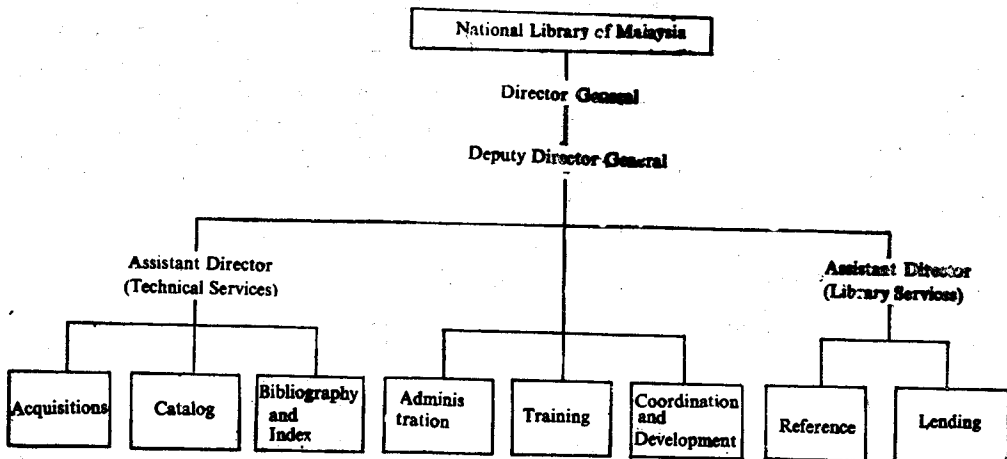 National Library of Malaysia
Director General
Deputy Director General
Assistant Director
(Technical Services)
Assistant Director
(Library Services)
Acquisitions
Catalog
Bibliography
and
Index
Adminis
tration
Training
Coordination
and
Development
Reference
Lending